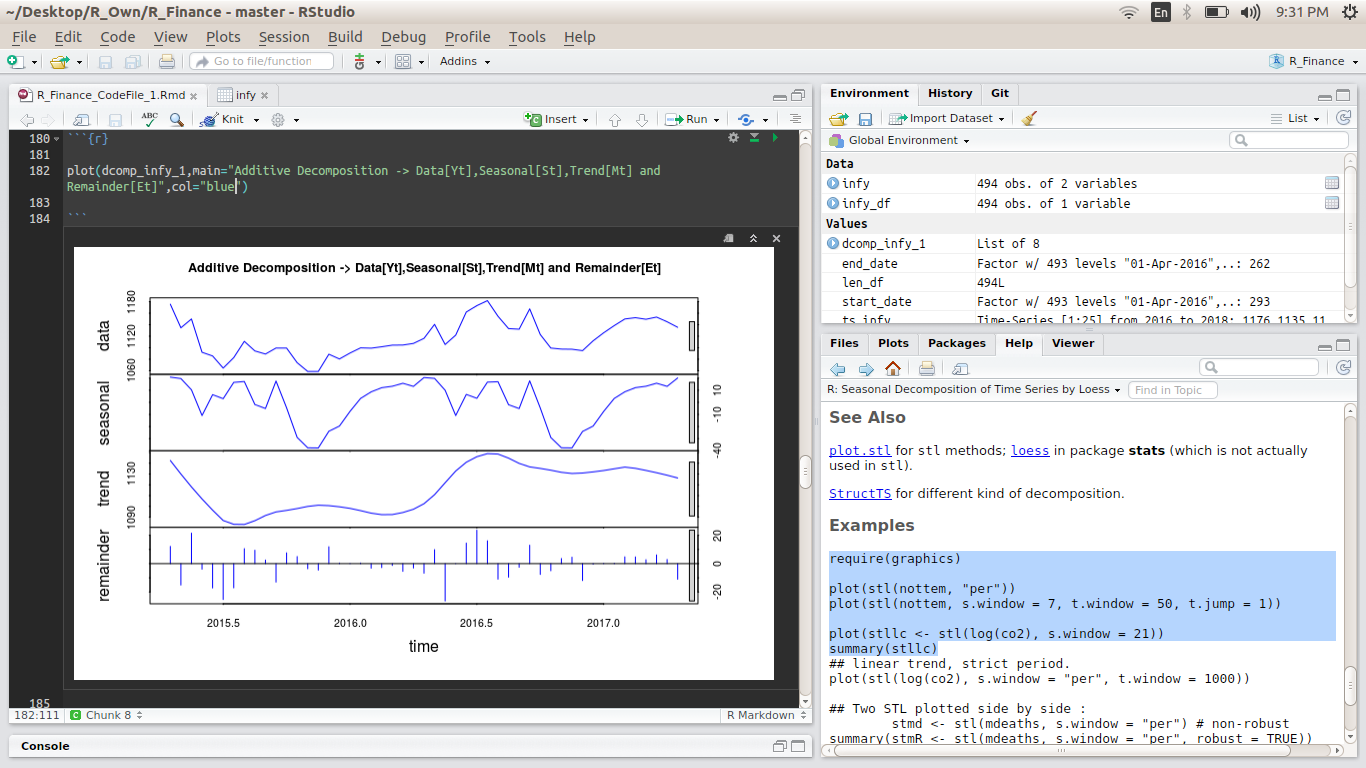 ~/Desktop/R_Own/R_Finance - master - RStudio
En
9:31 PM
File Edit Code View Plots Session Build Debug Profile Tools Help
Go to file/function
Addins
R_Finance
R_Finance_CodeFile_1.Rmd
infy
ABC
Knit
Insert
Run
180 ```{r}
181
182 plot(dcomp_infy_1,main="Additive Decomposition -> Data[Yt],Seasonal[St],Trend[Mt] and
Remainder[Et]",col="blue")
183
184 ```
Additive Decomposition -> Data[Yt],Seasonal[St],Trend[Mt] and Remainder[Et]
data
1060 1120 1180
seasonal
-40 -10 10
trend
1090 1130
remainder
-20 0 20
2015.5 2016.0 2016.5 2017.0
time
185
182:111 C Chunk 8
R Markdown
Console
Environment History Git
Import Dataset
List
Global Environment
Data
infy 494 obs. of 2 variables
infy_df 494 obs. of 1 variable
Values
dcomp_infy_1 List of 8
end_date Factor w/ 493 levels "01-Apr-2016",..: 262
len_df 494L
start_date Factor w/ 493 levels "01-Apr-2016",..: 293
ts_infy Time-Series [1:25] from 2016 to 2018: 1176 1135 11
Files Plots Packages Help Viewer
R: Seasonal Decomposition of Time Series by Loess
Find in Topic
See Also
plot.stl for stl methods; loess in package stats (which is not actually
used in stl).
StructTS for different kind of decomposition.
Examples
require(graphics)
plot(stl(nottem, "per"))
plot(stl(nottem, s.window = 7, t.window = 50, t.jump = 1))
plot(stllc <- stl(log(co2), s.window = 21))
summary(stllc)
## linear trend, strict period.
plot(stl(log(co2), s.window = "per", t.window = 1000))
## Two STL plotted side by side :
stmd <- stl(mdeaths, s.window = "per") # non-robust
summary(stmR <- stl(mdeaths, s.window = "per", robust = TRUE))